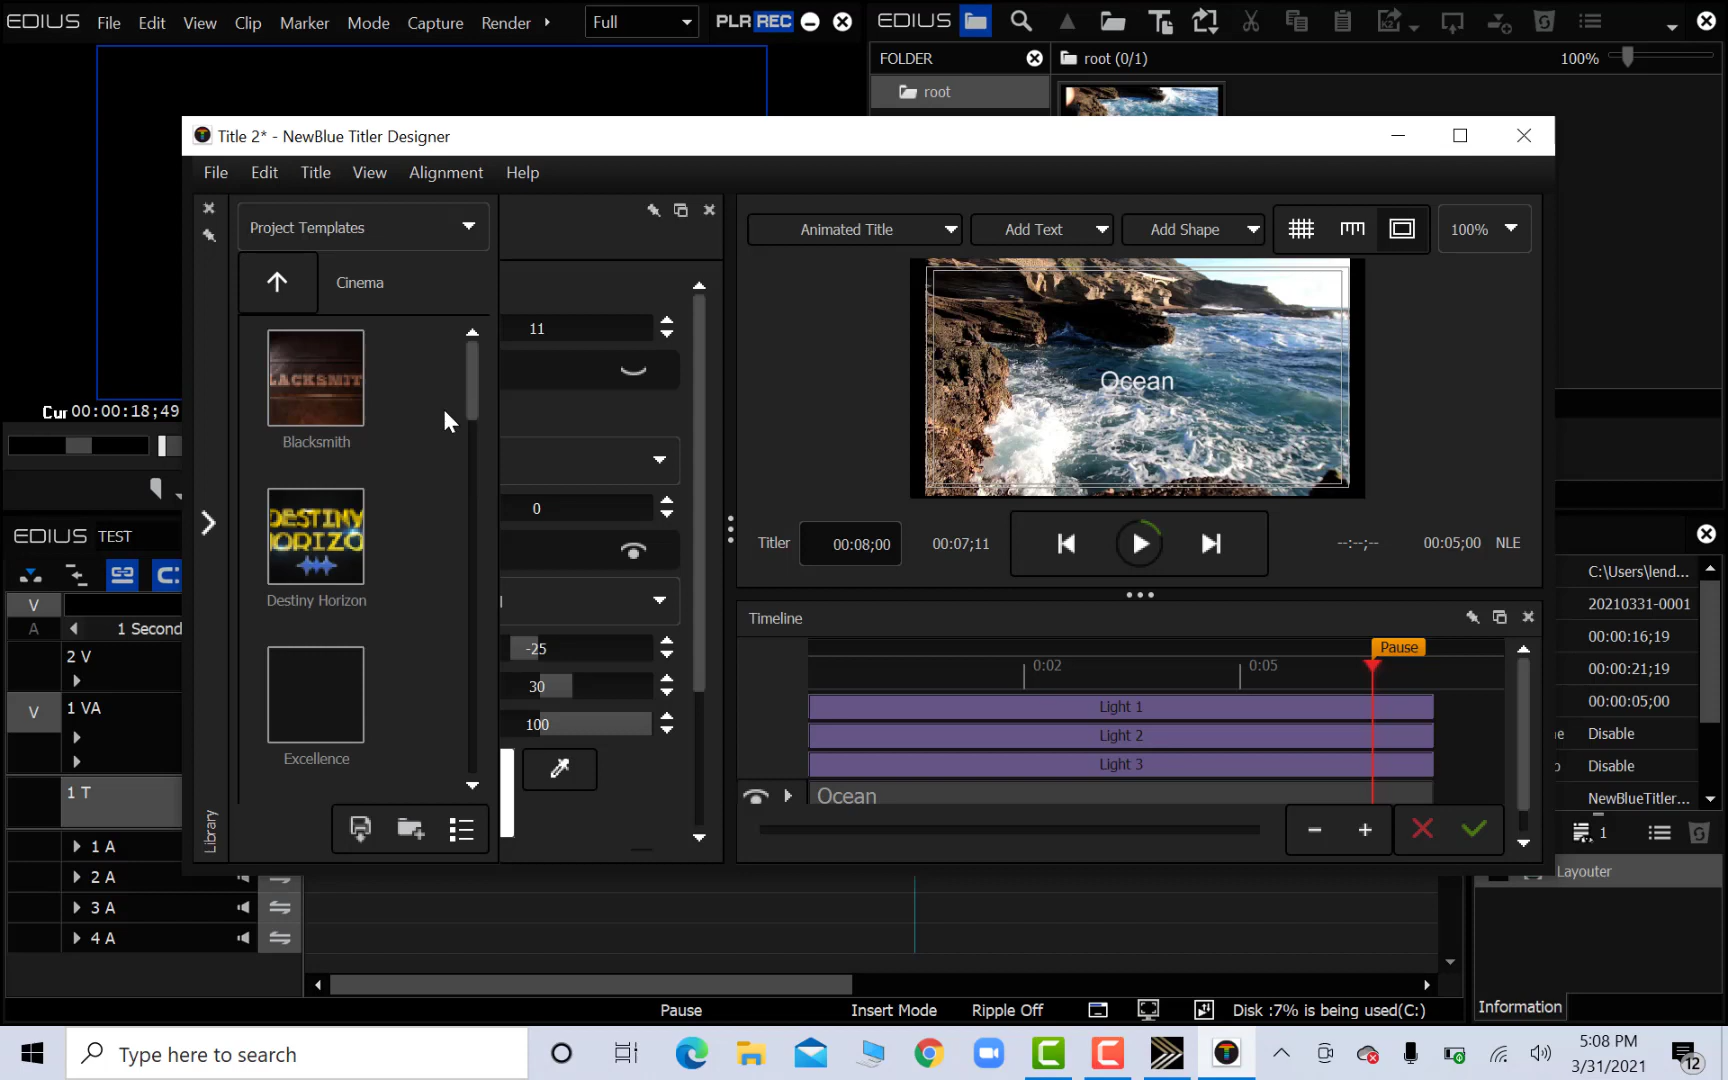 EDIUS File Edit View Clip Marker Mode Capture Render Full PLR REC
EDIUS
FOLDER root (0/1) 100%
root
Title 2* - NewBlue Titler Designer
File Edit Title View Alignment Help
Project Templates
Cinema
LACKSMIT
Blacksmith
DESTINY
HORIZO
Destiny Horizon
Excellence
Library
11
0
-25
30
100
Animated Title Add Text Add Shape 100%
Ocean
Titler 00:08;00 00:07;11 --:--;-- 00:05;00 NLE
Timeline
Pause
0:02 0:05
Light 1
Light 2
Light 3
Ocean
Cur 00:00:18;49
EDIUS TEST
V
A 1 Second
2 V
V 1 VA
1 T
1 A
2 A
3 A
4 A
C:\Users\lend...
20210331-0001
00:00:16;19
00:00:21;19
00:00:05;00
Disable
Disable
NewBlueTitler...
1
Layouter
Information
Pause Insert Mode Ripple Off Disk :7% is being used(C:)
Type here to search
5:08 PM
3/31/2021
12